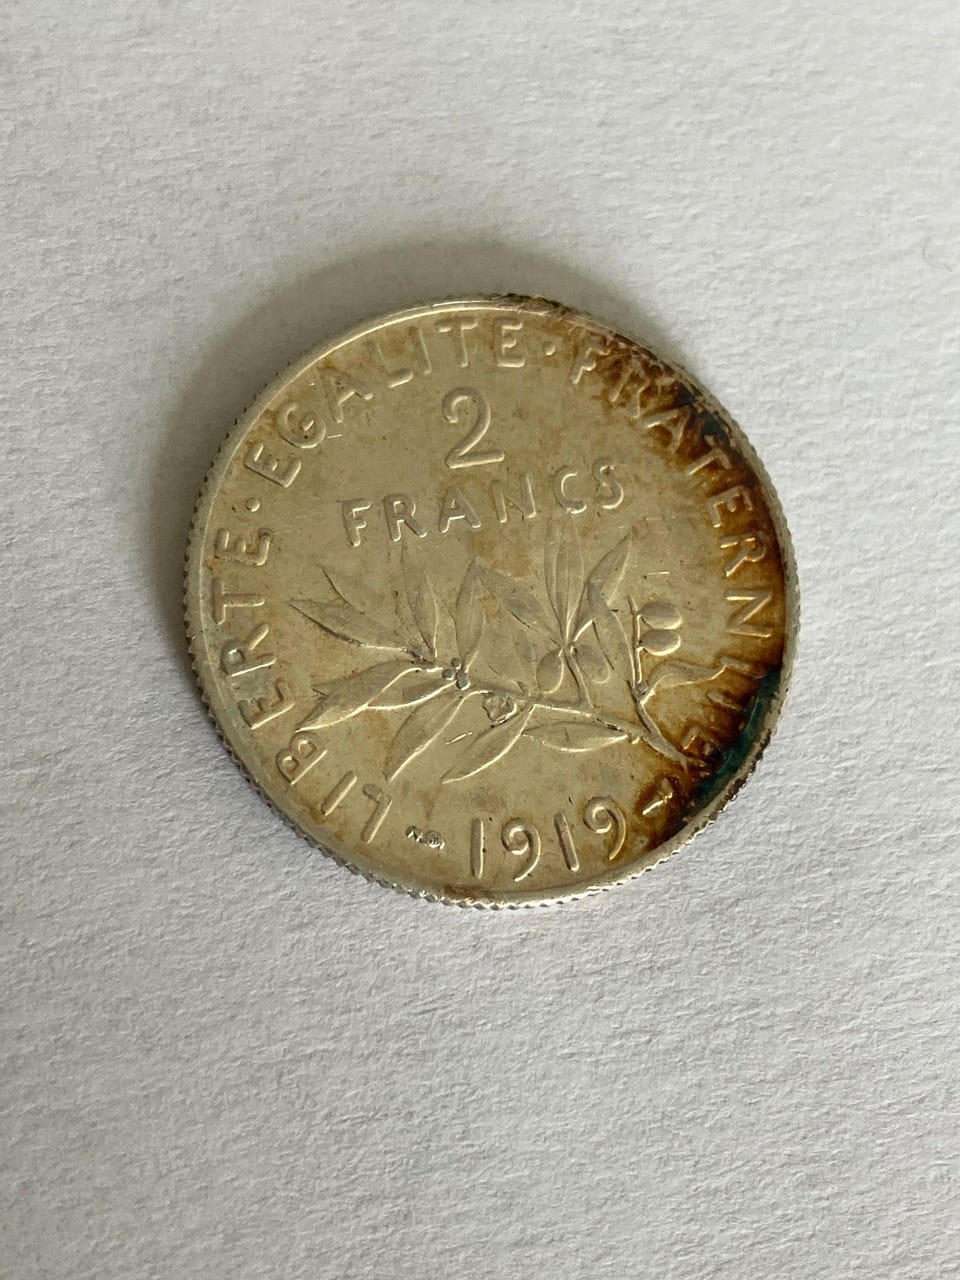 LIBERTE · EGALITE · FRATERNITE
2
FRANCS
1919